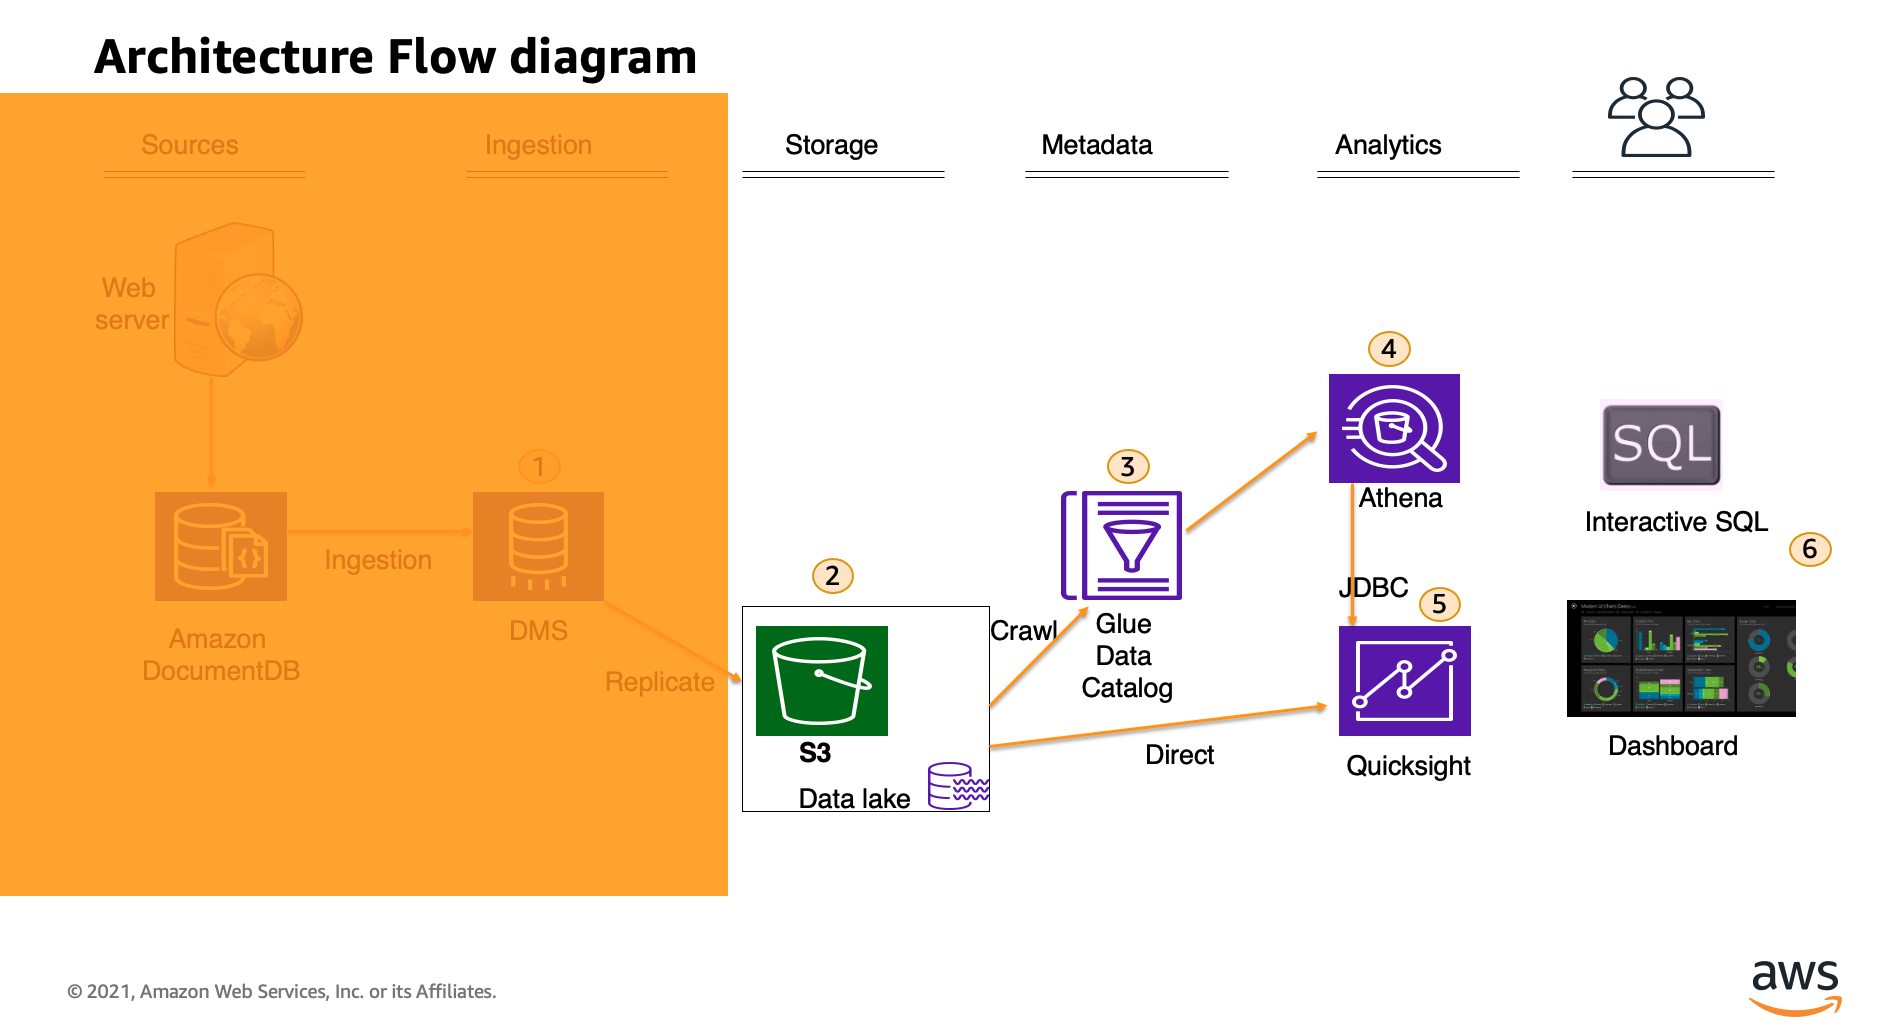 Architecture Flow diagram
Sources
Ingestion
Storage
Metadata
Analytics
Web
server
Amazon
DocumentDB
Ingestion
1
DMS
Replicate
2
S3
Data lake
Crawl
3
Glue
Data
Catalog
Direct
4
Athena
JDBC
5
Quicksight
SQL
Interactive SQL
6
Dashboard
© 2021, Amazon Web Services, Inc. or its Affiliates.
aws